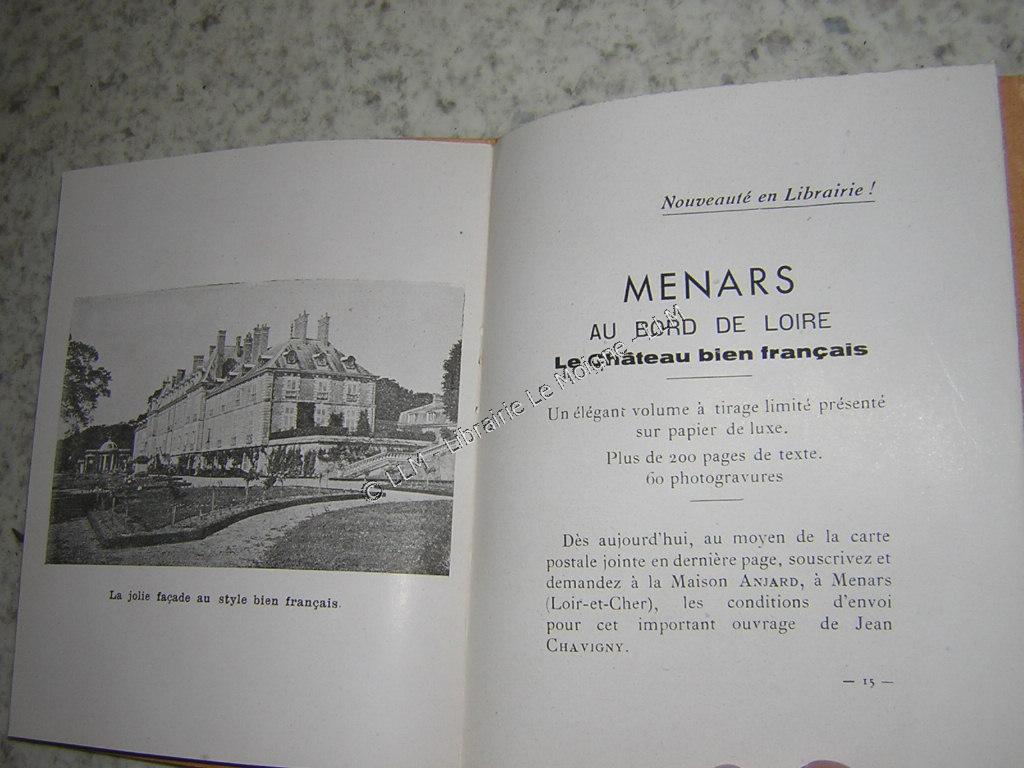 La jolie façade au style bien français.
Nouveauté en Librairie !
MENARS
AU BORD DE LOIRE
Le Château bien français
Un élégant volume à tirage limité présenté
sur papier de luxe.
Plus de 200 pages de texte.
60 photogravures
Dès aujourd'hui, au moyen de la carte
postale jointe en dernière page, souscrivez et
demandez à la Maison ANJARD, à Menars
(Loir-et-Cher), les conditions d'envoi
pour cet important ouvrage de Jean
CHAVIGNY.
— 15 —
© LLM - Librairie Le Moigne - LLM